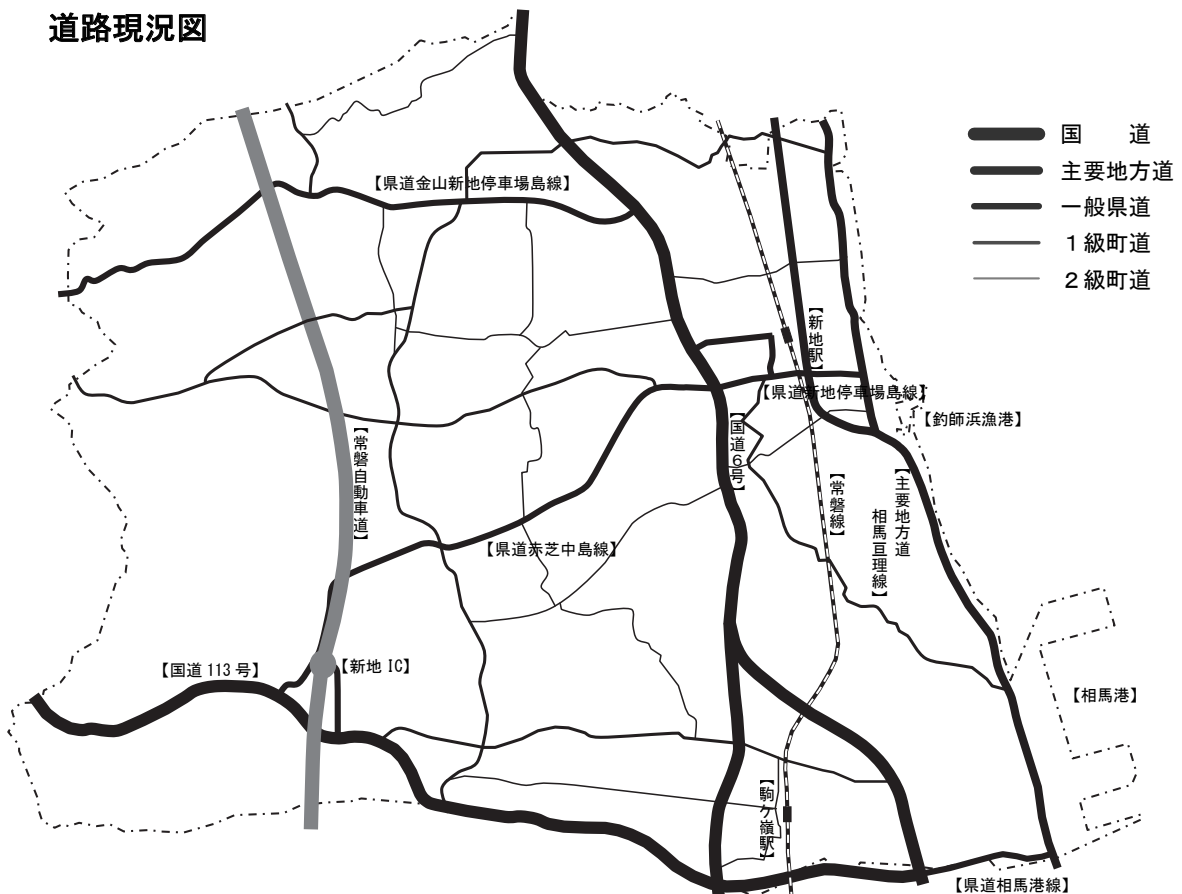 道路現況図
国　　道
主要地方道
一般県道
１級町道
２級町道
【県道金山新地停車場島線】
【新地駅】
【県道新地停車場島線】
【釣師浜漁港】
【国道６号】
【常磐自動車道】
【常磐線】
【主要地方道
相馬亘理線】
【県道赤芝中島線】
【国道 113 号】
【新地 IC】
【相馬港】
【駒ケ嶺駅】
【県道相馬港線】